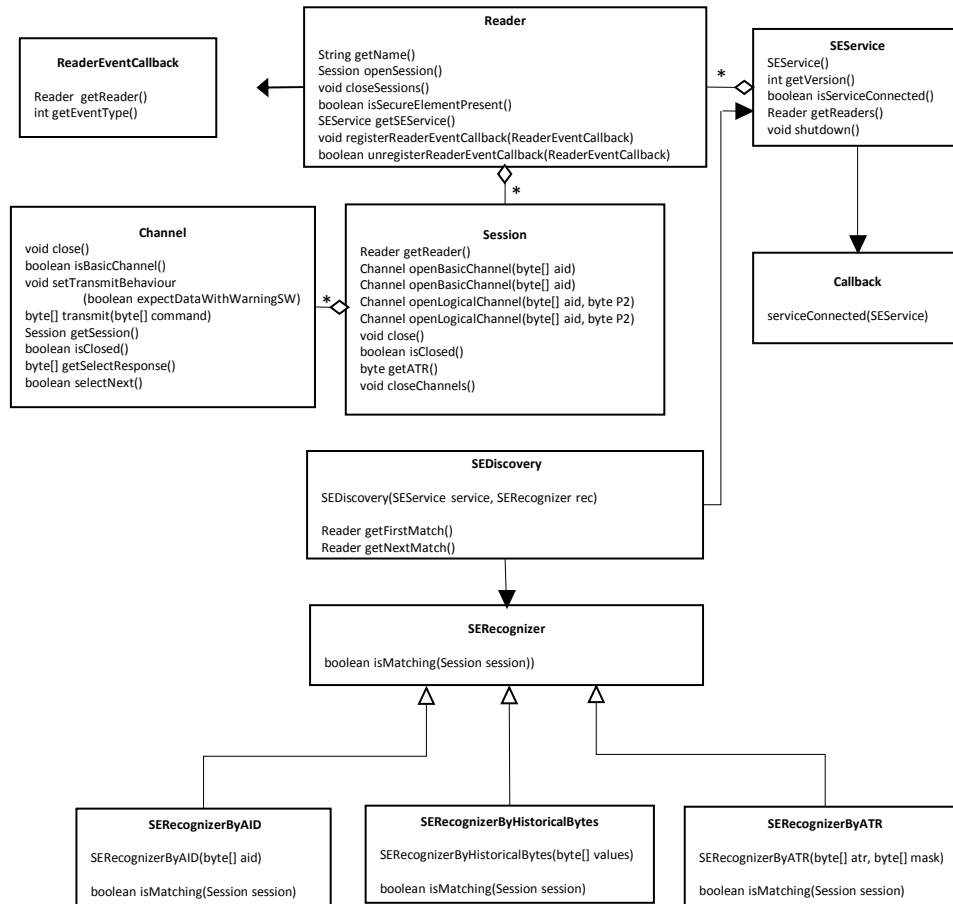 Reader
String getName()
Session openSession()
void closeSessions()
boolean isSecureElementPresent()
SEService getSEService()
void registerReaderEventCallback(ReaderEventCallback)
boolean unregisterReaderEventCallback(ReaderEventCallback)
ReaderEventCallback
Reader getReader()
int getEventType()
SEService
SEService()
int getVersion()
boolean isServiceConnected()
Reader getReaders()
void shutdown()
*
*
Channel
void close()
boolean isBasicChannel()
void setTransmitBehaviour
(boolean expectDataWithWarningSW)
byte[] transmit(byte[] command)
Session getSession()
boolean isClosed()
byte[] getSelectResponse()
boolean selectNext()
*
Session
Reader getReader()
Channel openBasicChannel(byte[] aid)
Channel openBasicChannel(byte[] aid)
Channel openLogicalChannel(byte[] aid, byte P2)
Channel openLogicalChannel(byte[] aid, byte P2)
void close()
boolean isClosed()
byte getATR()
void closeChannels()
Callback
serviceConnected(SEService)
SEDiscovery
SEDiscovery(SEService service, SERecognizer rec)
Reader getFirstMatch()
Reader getNextMatch()
SERecognizer
boolean isMatching(Session session))
SERecognizerByAID
SERecognizerByAID(byte[] aid)
boolean isMatching(Session session)
SERecognizerByHistoricalBytes
SERecognizerByHistoricalBytes(byte[] values)
boolean isMatching(Session session)
SERecognizerByATR
SERecognizerByATR(byte[] atr, byte[] mask)
boolean isMatching(Session session)